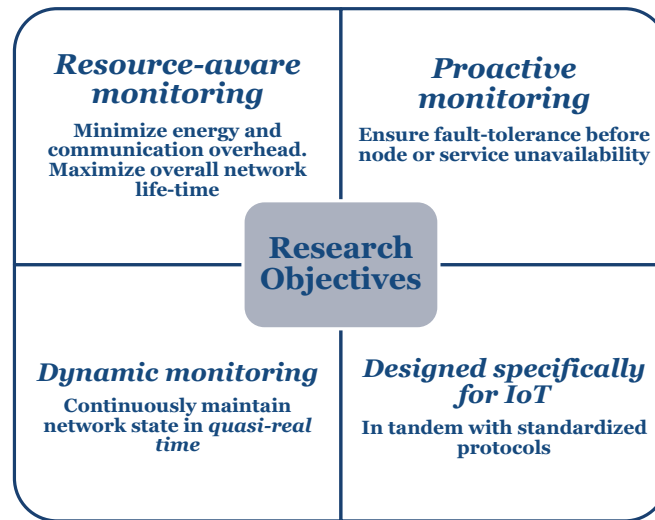 Resource-aware
monitoring
Minimize energy and
communication overhead.
Maximize overall network
life-time
Proactive
monitoring
Ensure fault-tolerance before
node or service unavailability
Research
Objectives
Dynamic monitoring
Continuously maintain
network state in quasi-real
time
Designed specifically
for IoT
In tandem with standardized
protocols